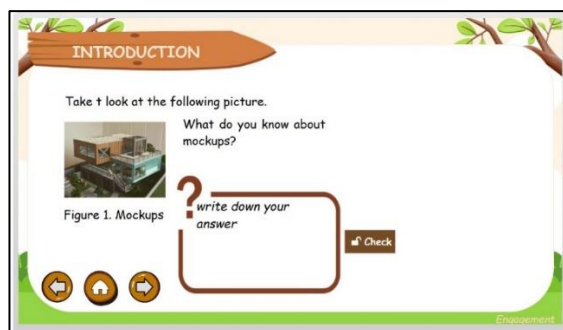 INTRODUCTION
Take t look at the following picture.
What do you know about
mockups?
Figure 1. Mockups
?
write down your
answer
Check
Engagement